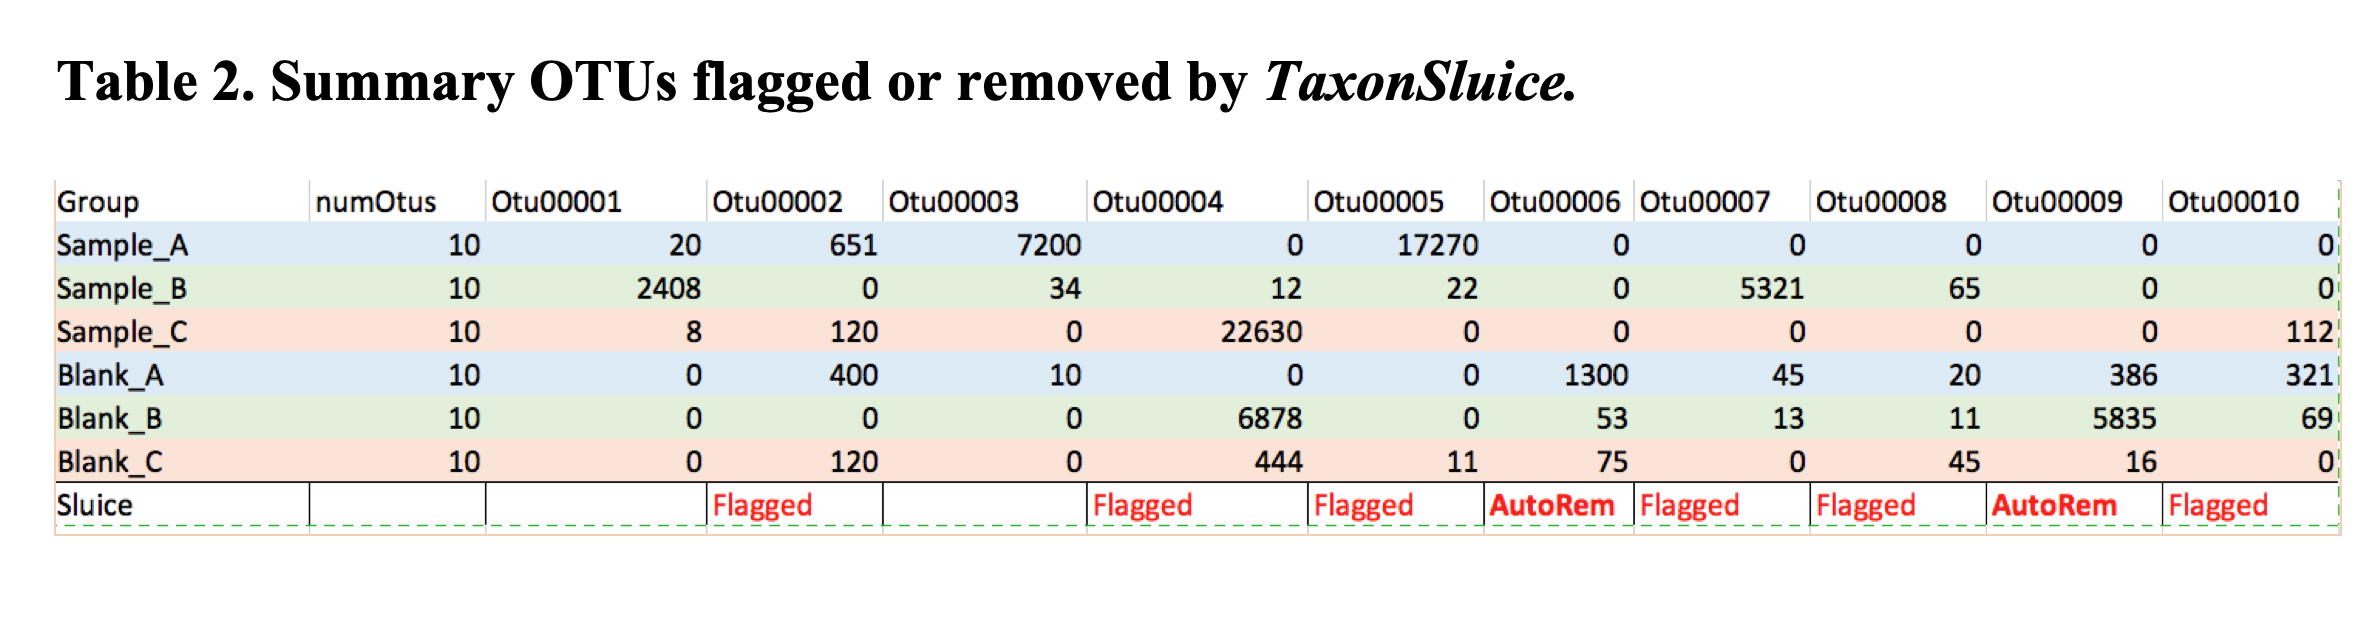 Table 2. Summary OTUs flagged or removed by TaxonSluice.
Group numOtus Otu00001 Otu00002 Otu00003 Otu00004 Otu00005 Otu00006 Otu00007 Otu00008 Otu00009 Otu00010
Sample_A 10 20 651 7200 0 17270 0 0 0 0 0
Sample_B 10 2408 0 34 12 22 0 5321 65 0 0
Sample_C 10 8 120 0 22630 0 0 0 0 0 112
Blank_A 10 0 400 10 0 0 1300 45 20 386 321
Blank_B 10 0 0 0 6878 0 53 13 11 5835 69
Blank_C 10 0 120 0 444 11 75 0 45 16 0
Sluice Flagged Flagged Flagged AutoRem Flagged Flagged AutoRem Flagged